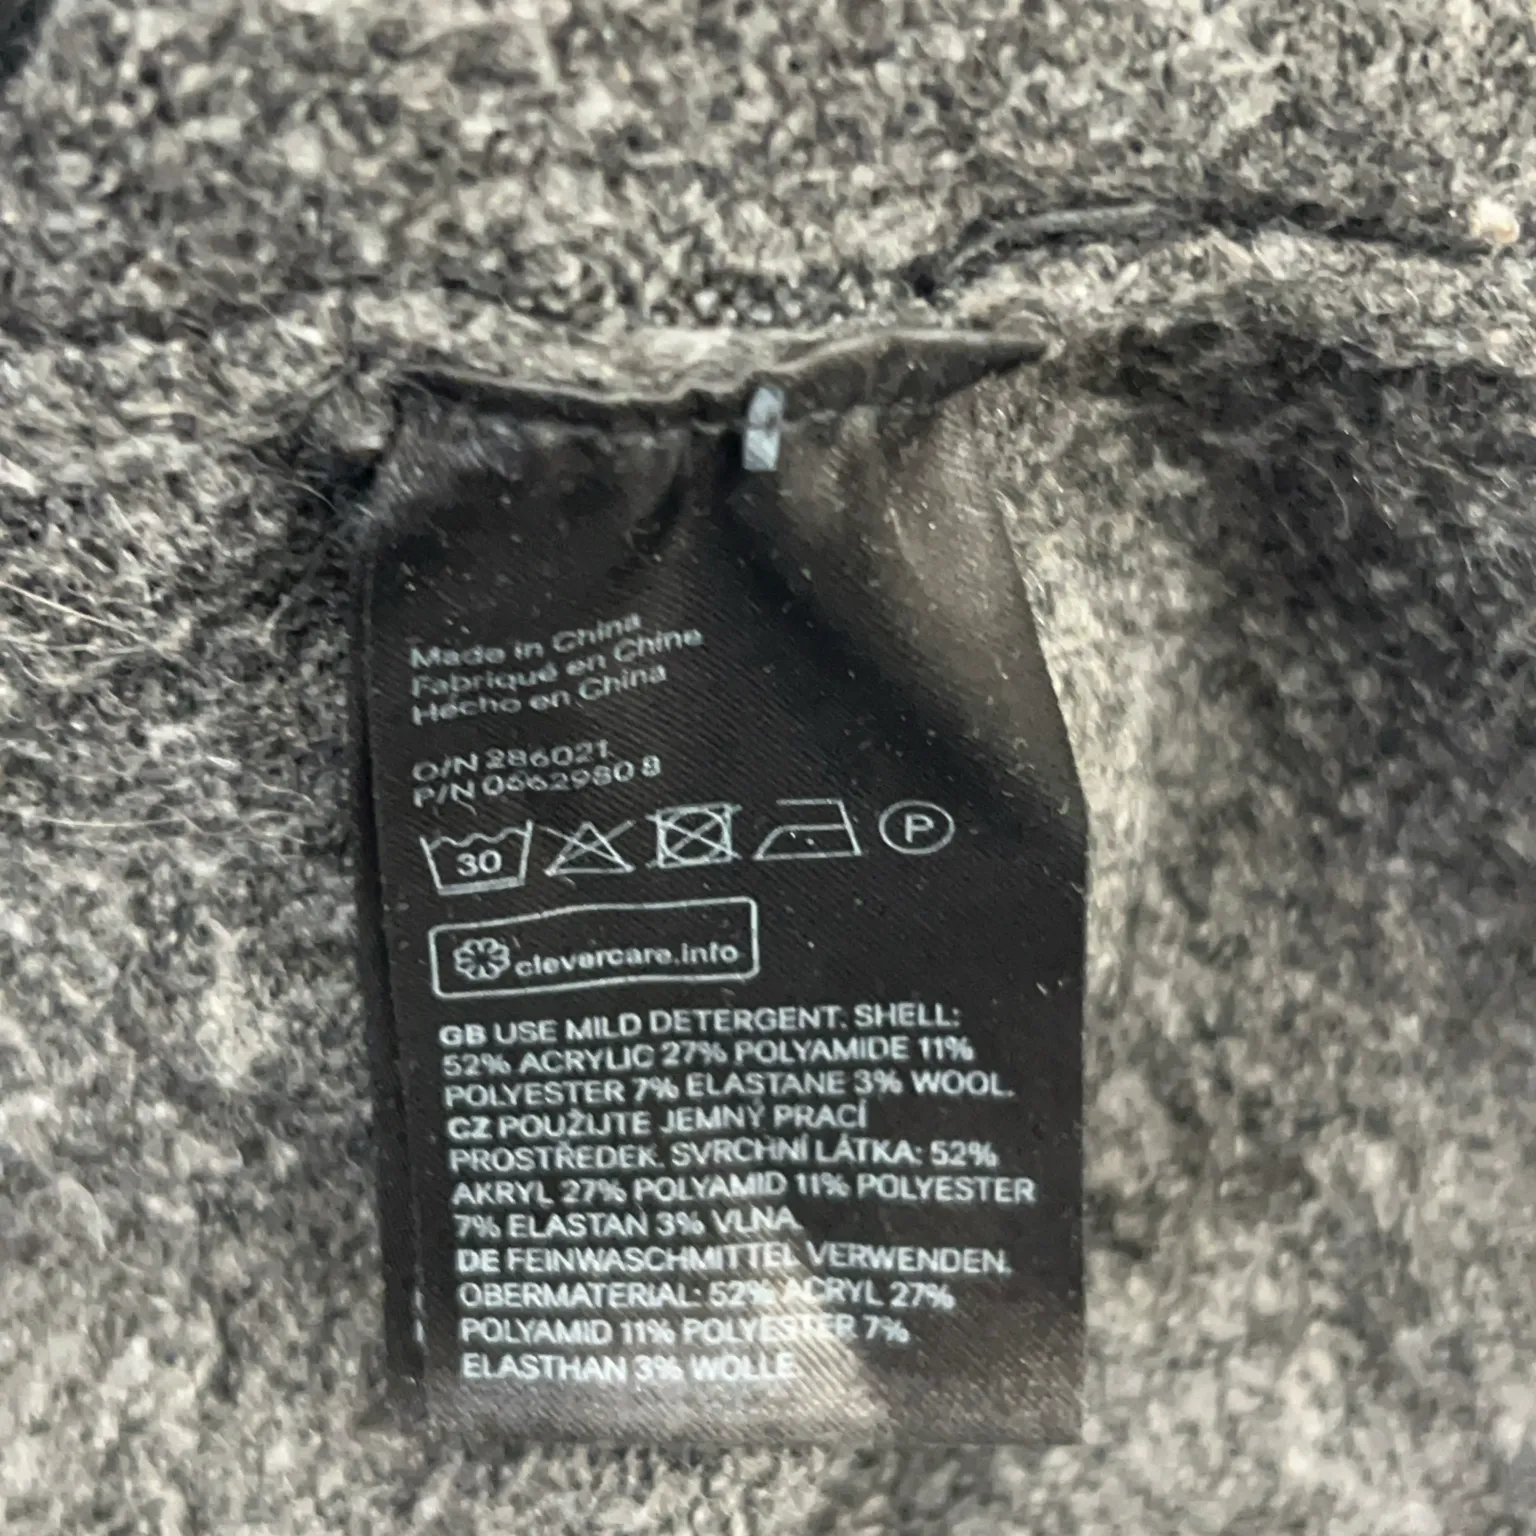 Made in China
Fabriqué en Chine
Hecho en China
O/N 286021
P/N 0662980 8
30
P
clevercare.info
GB USE MILD DETERGENT. SHELL:
52% ACRYLIC 27% POLYAMIDE 11%
POLYESTER 7% ELASTANE 3% WOOL.
CZ POUŽIJTE JEMNÝ PRACÍ
PROSTŘEDEK. SVRCHNÍ LÁTKA: 52%
AKRYL 27% POLYAMID 11% POLYESTER
7% ELASTAN 3% VLNA.
DE FEINWASCHMITTEL VERWENDEN.
OBERMATERIAL: 52% ACRYL 27%
POLYAMID 11% POLYESTER 7%
ELASTHAN 3% WOLLE